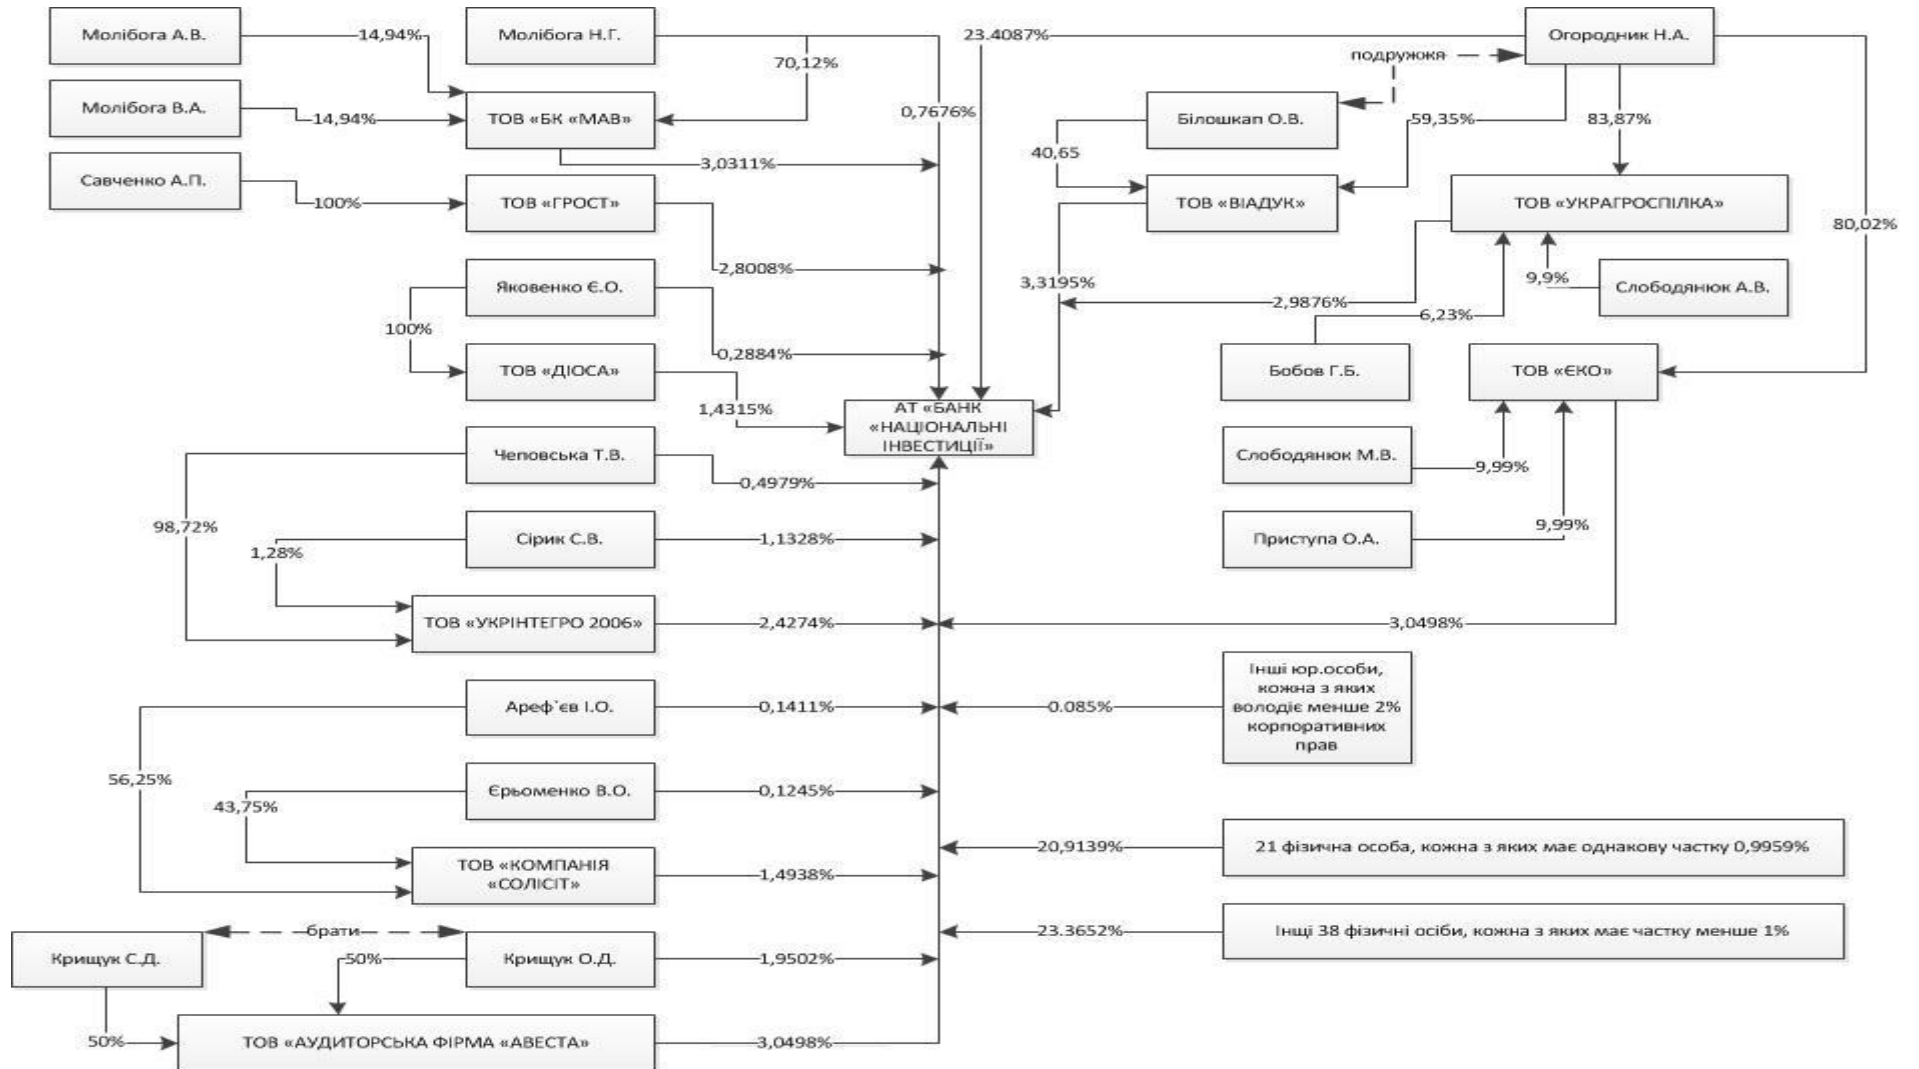 Молібога А.В.
14,94%
Молібога Н.Г.
23.4087%
Огородник Н.А.
подружжя
70,12%
Молібога В.А.
14,94%
ТОВ «БК «МАВ»
0,7676%
Білошкап О.В.
59,35%
83,87%
40,65
3,0311%
Савченко А.П.
100%
ТОВ «ГРОСТ»
ТОВ «ВІАДУК»
ТОВ «УКРАГРОСПІЛКА»
80,02%
2,8008%
3,3195%
9,9%
Яковенко Є.О.
Слободянюк А.В.
2,9876%
6,23%
100%
0,2884%
ТОВ «ДІОСА»
Бобов Г.Б.
ТОВ «ЄКО»
1,4315%
АТ «БАНК
«НАЦІОНАЛЬНІ
ІНВЕСТИЦІЇ»
Чеповська Т.В.
Слободянюк М.В.
9,99%
0,4979%
98,72%
9,99%
Сірик С.В.
1,1328%
Приступа О.А.
1,28%
ТОВ «УКРІНТЕГРО 2006»
2,4274%
3,0498%
Інші юр.особи,
кожна з яких
володіє менше 2%
корпоративних
прав
Ареф`єв І.О.
0,1411%
0.085%
56,25%
43,75%
Єрьоменко В.О.
0,1245%
20,9139%
21 фізична особа, кожна з яких має однакову частку 0,9959%
ТОВ «КОМПАНІЯ
«СОЛІСІТ»
1,4938%
брати
23.3652%
Інщі 38 фізичні осіби, кожна з яких має частку менше 1%
Крищук С.Д.
50%
Крищук О.Д.
1,9502%
50%
ТОВ «АУДИТОРСЬКА ФІРМА «АВЕСТА»
3,0498%